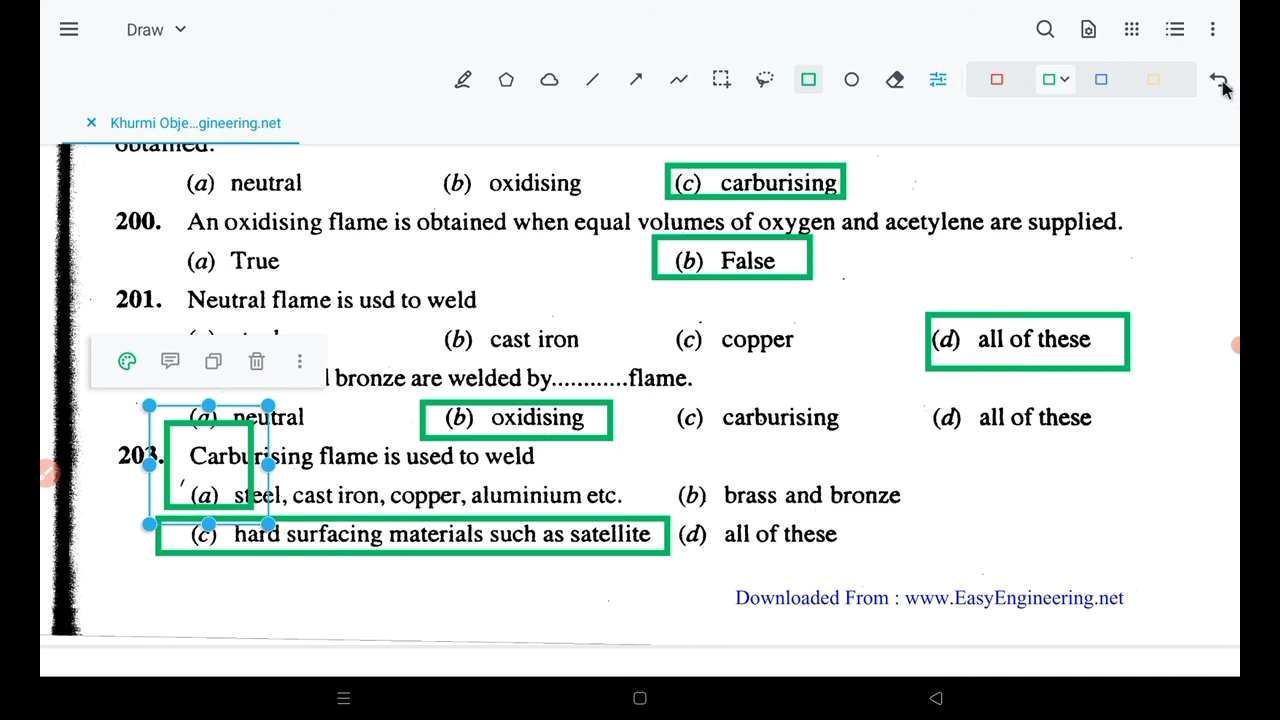 Draw
Khurmi Obje...gineering.net
obtained.
(a) neutral (b) oxidising (c) carburising
200. An oxidising flame is obtained when equal volumes of oxygen and acetylene are supplied.
(a) True (b) False
201. Neutral flame is usd to weld
(b) cast iron (c) copper (d) all of these
bronze are welded by............flame.
(a) neutral (b) oxidising (c) carburising (d) all of these
203. Carburising flame is used to weld
(a) steel, cast iron, copper, aluminium etc. (b) brass and bronze
(c) hard surfacing materials such as satellite (d) all of these
Downloaded From : www.EasyEngineering.net